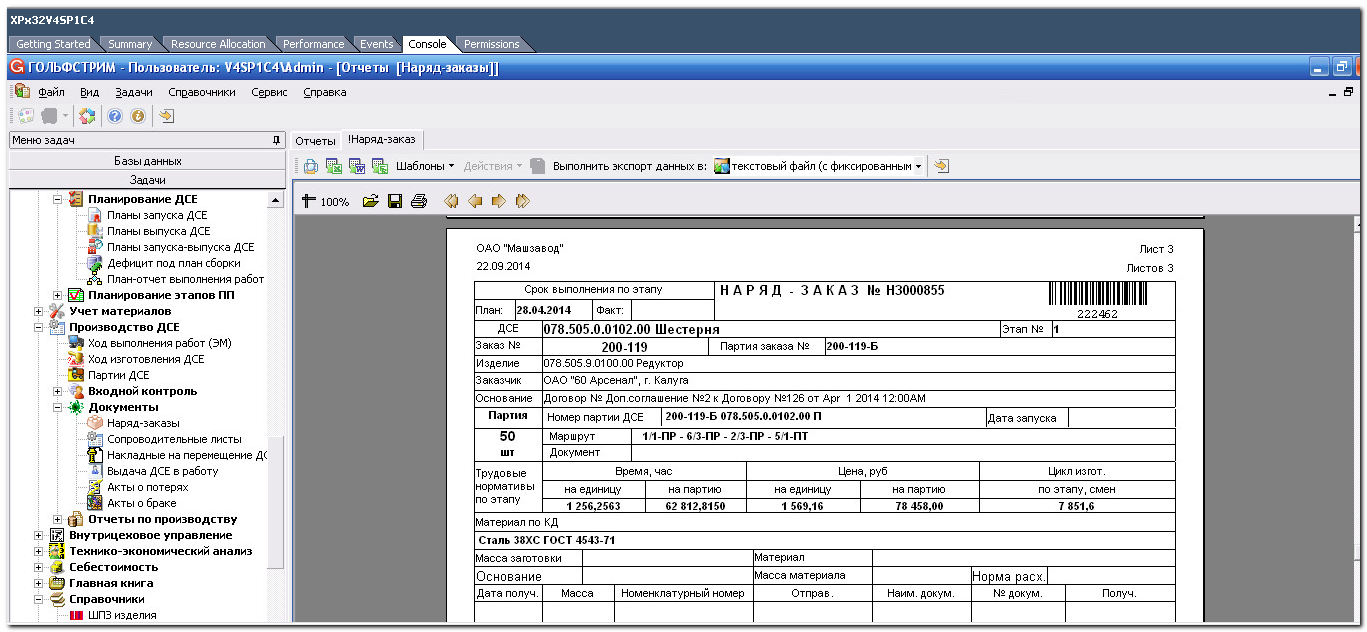 XPx32V4SP1C4
Getting Started Summary Resource Allocation Performance Events Console Permissions
ГОЛЬФСТРИМ - Пользователь: V4SP1C4\Admin - [Отчеты [Наряд-заказы]]
Файл Вид Задачи Справочники Сервис Справка
Меню задач
Базы данных
Задачи
Планирование ДСЕ
Планы запуска ДСЕ
Планы выпуска ДСЕ
Планы запуска-выпуска ДСЕ
Дефицит под план сборки
План-отчет выполнения работ
Планирование этапов ПП
Учет материалов
Производство ДСЕ
Ход выполнения работ (ЭМ)
Ход изготовления ДСЕ
Партии ДСЕ
Входной контроль
Документы
Наряд-заказы
Сопроводительные листы
Накладные на перемещение ДС
Выдача ДСЕ в работу
Акты о потерях
Акты о браке
Отчеты по производству
Внутрицеховое управление
Технико-экономический анализ
Себестоимость
Главная книга
Справочники
ШПЗ изделия
Отчеты !Наряд-заказ
Шаблоны Действия Выполнить экспорт данных в: текстовый файл (с фиксированным
100%
ОАО "Машзавод" Лист 3
22.09.2014 Листов 3
Срок выполнения по этапу НАРЯД - ЗАКАЗ № НЗ000855
План: 28.04.2014 Факт: 222462
ДСЕ 078.505.0.0102.00 Шестерня Этап № 1
Заказ № 200-119 Партия заказа № 200-119-Б
Изделие 078.505.9.0100.00 Редуктор
Заказчик ОАО "60 Арсенал", г. Калуга
Основание Договор № Доп.соглашение №2 к Договору №126 от Apr 1 2014 12:00AM
Партия Номер партии ДСЕ 200-119-Б 078.505.0.0102.00 П Дата запуска
50 Маршрут 1/1-ПР - 6/3-ПР - 2/3-ПР - 5/1-ПТ
шт Документ
Трудовые нормативы по этапу Время, час Цена, руб Цикл изгот.
на единицу на партию на единицу на партию по этапу, смен
1 256,2563 62 812,8150 1 569,16 78 458,00 7 851,6
Материал по КД
Сталь 38ХС ГОСТ 4543-71
Масса заготовки Материал
Основание Масса материала Норма расх.
Дата получ. Масса Номенклатурный номер Отправ. Наим. докум. № докум. Получ.